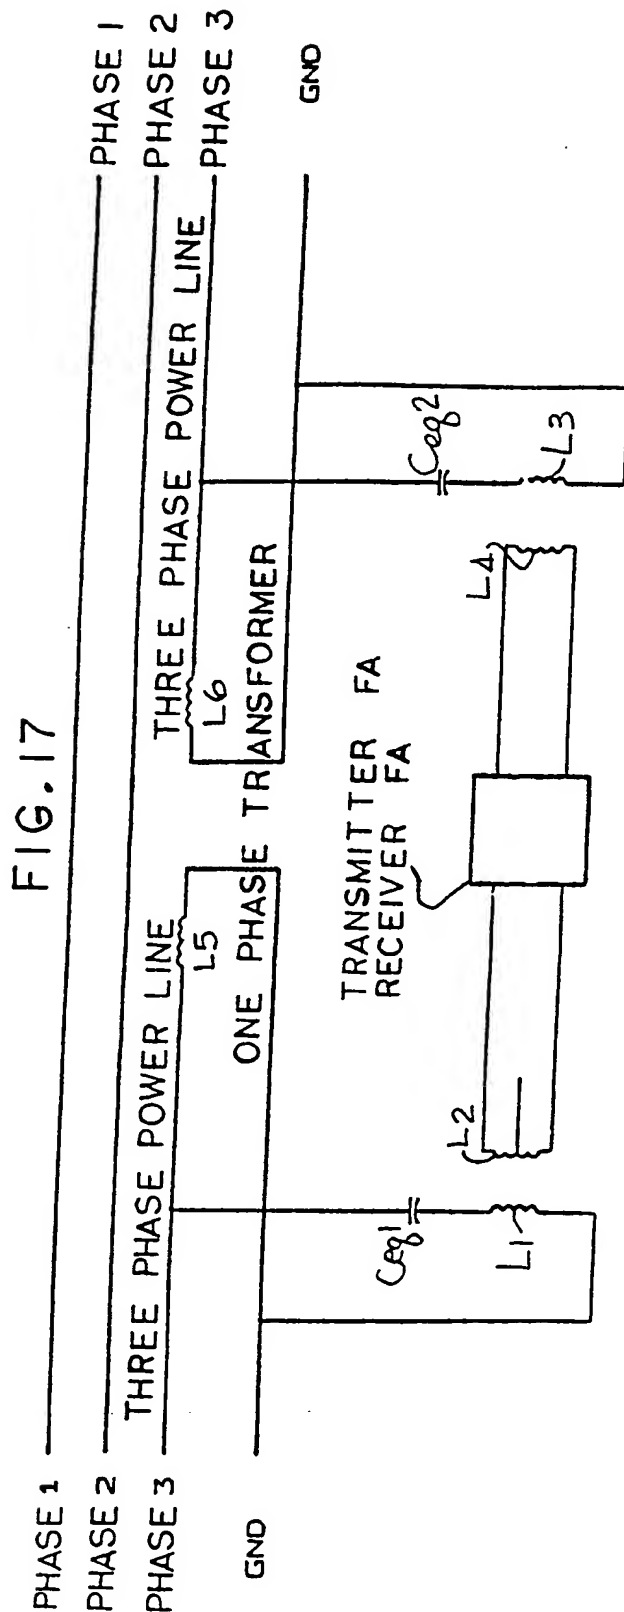 FIG. 17
PHASE 1
PHASE 2
PHASE 3
GND
THREE PHASE POWER LINE
L5
ONE PHASE TRANSFORMER
THREE PHASE POWER LINE
L6
PHASE 1
PHASE 2
PHASE 3
GND
Ceq1
L1
L2
TRANSMITTER FA
RECEIVER FA
L4
Ceq2
L3